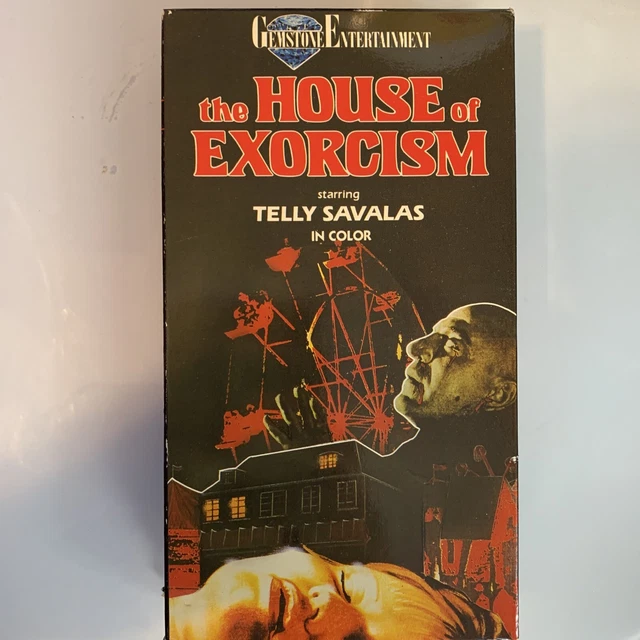 GEMSTONE ENTERTAINMENT
the HOUSE of
EXORCISM
starring
TELLY SAVALAS
IN COLOR